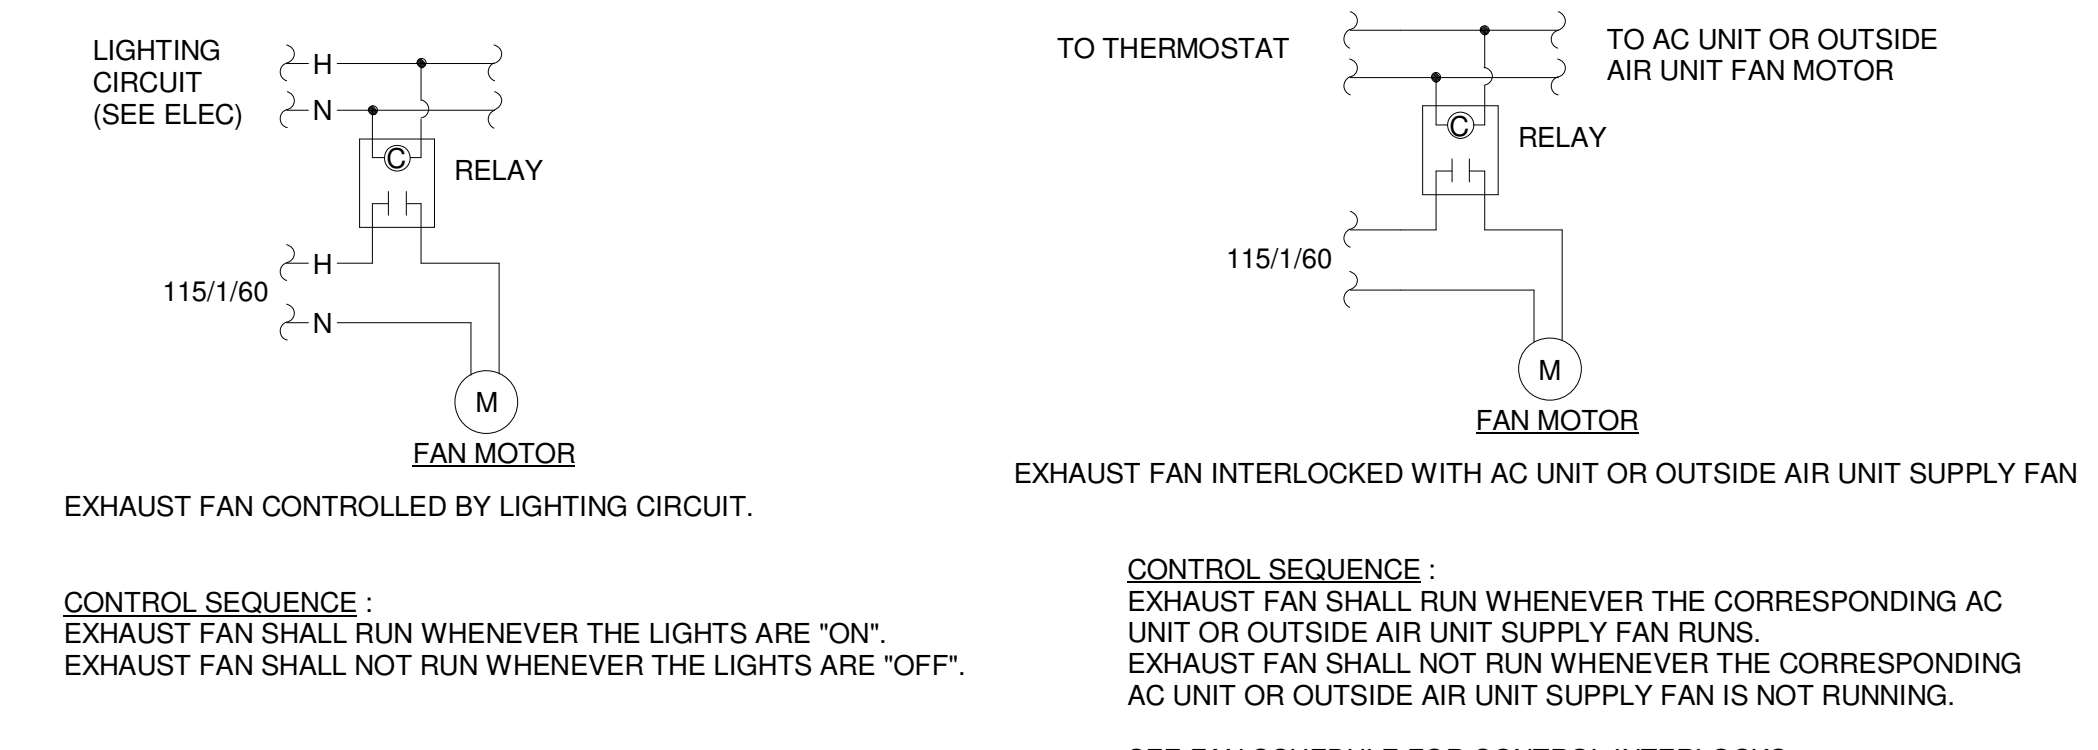 LIGHTING
CIRCUIT
(SEE ELEC)
H
N
C
RELAY
H
115/1/60
N
M
FAN MOTOR
EXHAUST FAN CONTROLLED BY LIGHTING CIRCUIT.
CONTROL SEQUENCE :
EXHAUST FAN SHALL RUN WHENEVER THE LIGHTS ARE "ON".
EXHAUST FAN SHALL NOT RUN WHENEVER THE LIGHTS ARE "OFF".
TO THERMOSTAT
TO AC UNIT OR OUTSIDE
AIR UNIT FAN MOTOR
C
RELAY
115/1/60
M
FAN MOTOR
EXHAUST FAN INTERLOCKED WITH AC UNIT OR OUTSIDE AIR UNIT SUPPLY FAN
CONTROL SEQUENCE :
EXHAUST FAN SHALL RUN WHENEVER THE CORRESPONDING AC
UNIT OR OUTSIDE AIR UNIT SUPPLY FAN RUNS.
EXHAUST FAN SHALL NOT RUN WHENEVER THE CORRESPONDING
AC UNIT OR OUTSIDE AIR UNIT SUPPLY FAN IS NOT RUNNING.